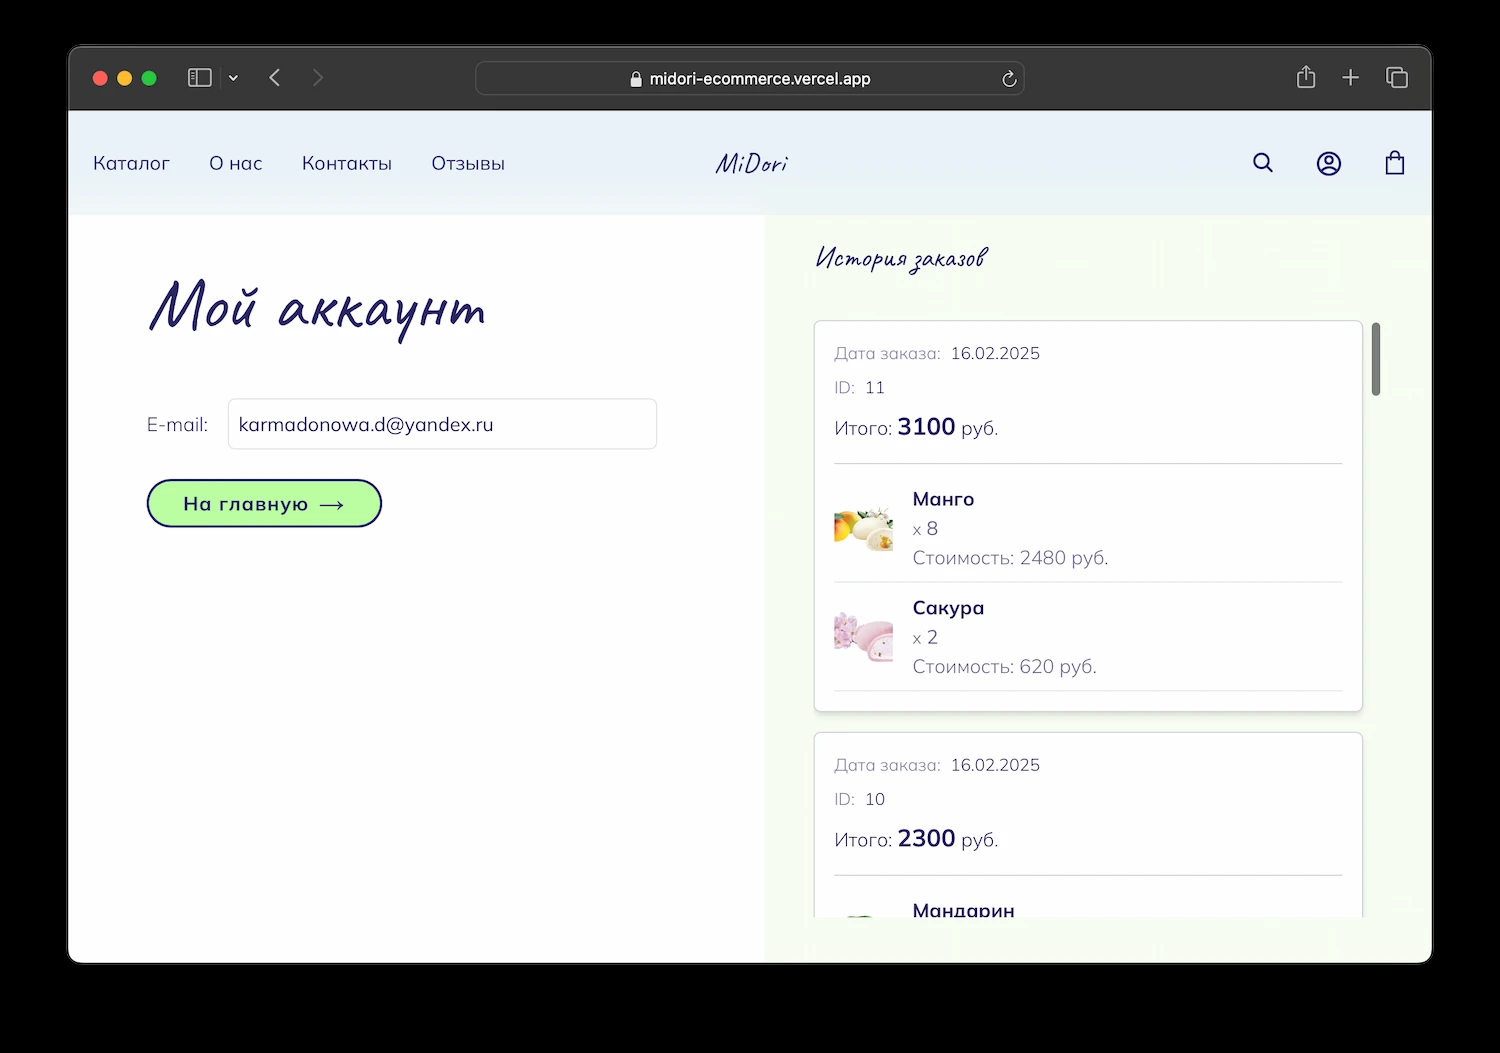 midori-ecommerce.vercel.app
Каталог О нас Контакты Отзывы MiDori
Мой аккаунт
E-mail: karmadonowa.d@yandex.ru
На главную →
История заказов
Дата заказа: 16.02.2025
ID: 11
Итого: 3100 руб.
Манго
x 8
Стоимость: 2480 руб.
Сакура
x 2
Стоимость: 620 руб.
Дата заказа: 16.02.2025
ID: 10
Итого: 2300 руб.
Мандарин